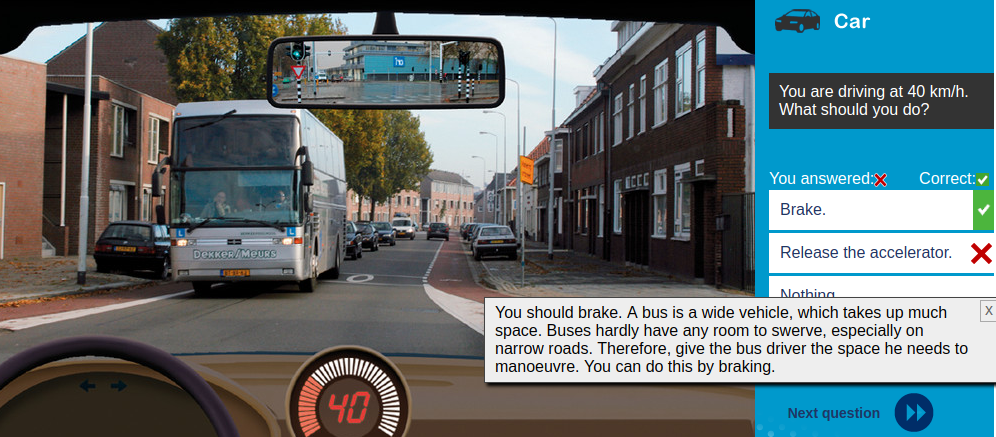 Car
You are driving at 40 km/h.
What should you do?
You answered:
Correct:
Brake.
Release the accelerator.
Nothing
X
You should brake. A bus is a wide vehicle, which takes up much
space. Buses hardly have any room to swerve, especially on
narrow roads. Therefore, give the bus driver the space he needs to
manoeuvre. You can do this by braking.
Next question
L
L
DEKKER/MEURS
40